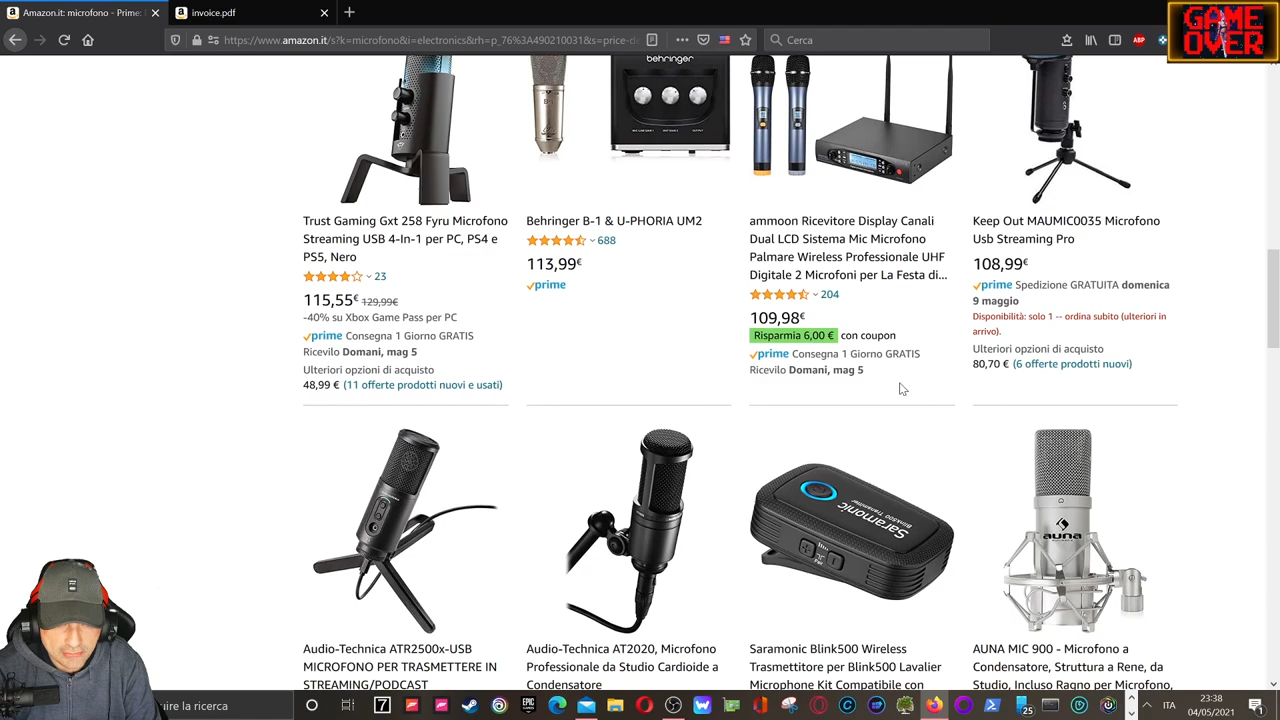 Amazon.it: microfono - Prime:
invoice.pdf
https://www.amazon.it/s?k=microfono&i=electronics&rh=p_76%3A490210031&s=price-de
Cerca
ABP
GAME
OVER
behringer
B-1
Trust Gaming Gxt 258 Fyru Microfono
Streaming USB 4-In-1 per PC, PS4 e
PS5, Nero
23
115,55€ 129,99€
-40% su Xbox Game Pass per PC
prime Consegna 1 Giorno GRATIS
Ricevilo Domani, mag 5
Ulteriori opzioni di acquisto
48,99 € (11 offerte prodotti nuovi e usati)
Behringer B-1 & U-PHORIA UM2
688
113,99€
prime
ammoon Ricevitore Display Canali
Dual LCD Sistema Mic Microfono
Palmare Wireless Professionale UHF
Digitale 2 Microfoni per La Festa di...
204
109,98€
Risparmia 6,00 € con coupon
prime Consegna 1 Giorno GRATIS
Ricevilo Domani, mag 5
Keep Out MAUMIC0035 Microfono
Usb Streaming Pro
108,99€
prime Spedizione GRATUITA domenica
9 maggio
Disponibilità: solo 1 -- ordina subito (ulteriori in
arrivo).
Ulteriori opzioni di acquisto
80,70 € (6 offerte prodotti nuovi)
Saramonic
Blink500 Transmitter
auna
Audio-Technica ATR2500x-USB
MICROFONO PER TRASMETTERE IN
STREAMING/PODCAST
Audio-Technica AT2020, Microfono
Professionale da Studio Cardioide a
Condensatore
Saramonic Blink500 Wireless
Trasmettitore per Blink500 Lavalier
Microphone Kit Compatibile con
AUNA MIC 900 - Microfono a
Condensatore, Struttura a Rene, da
Studio, Incluso Ragno per Microfono,
ire la ricerca
EPIC
GAMES
25
ITA
23:38
04/05/2021